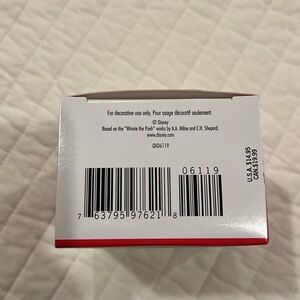 For decorative use only. Pour usage décoratif seulement.
© Disney
Based on the "Winnie the Pooh" works by A.A. Milne and E.H. Shepard.
www.disney.com
QXD6119
06119
7 63795 97621 8
U.S.A. $14.95
CAN.$19.99